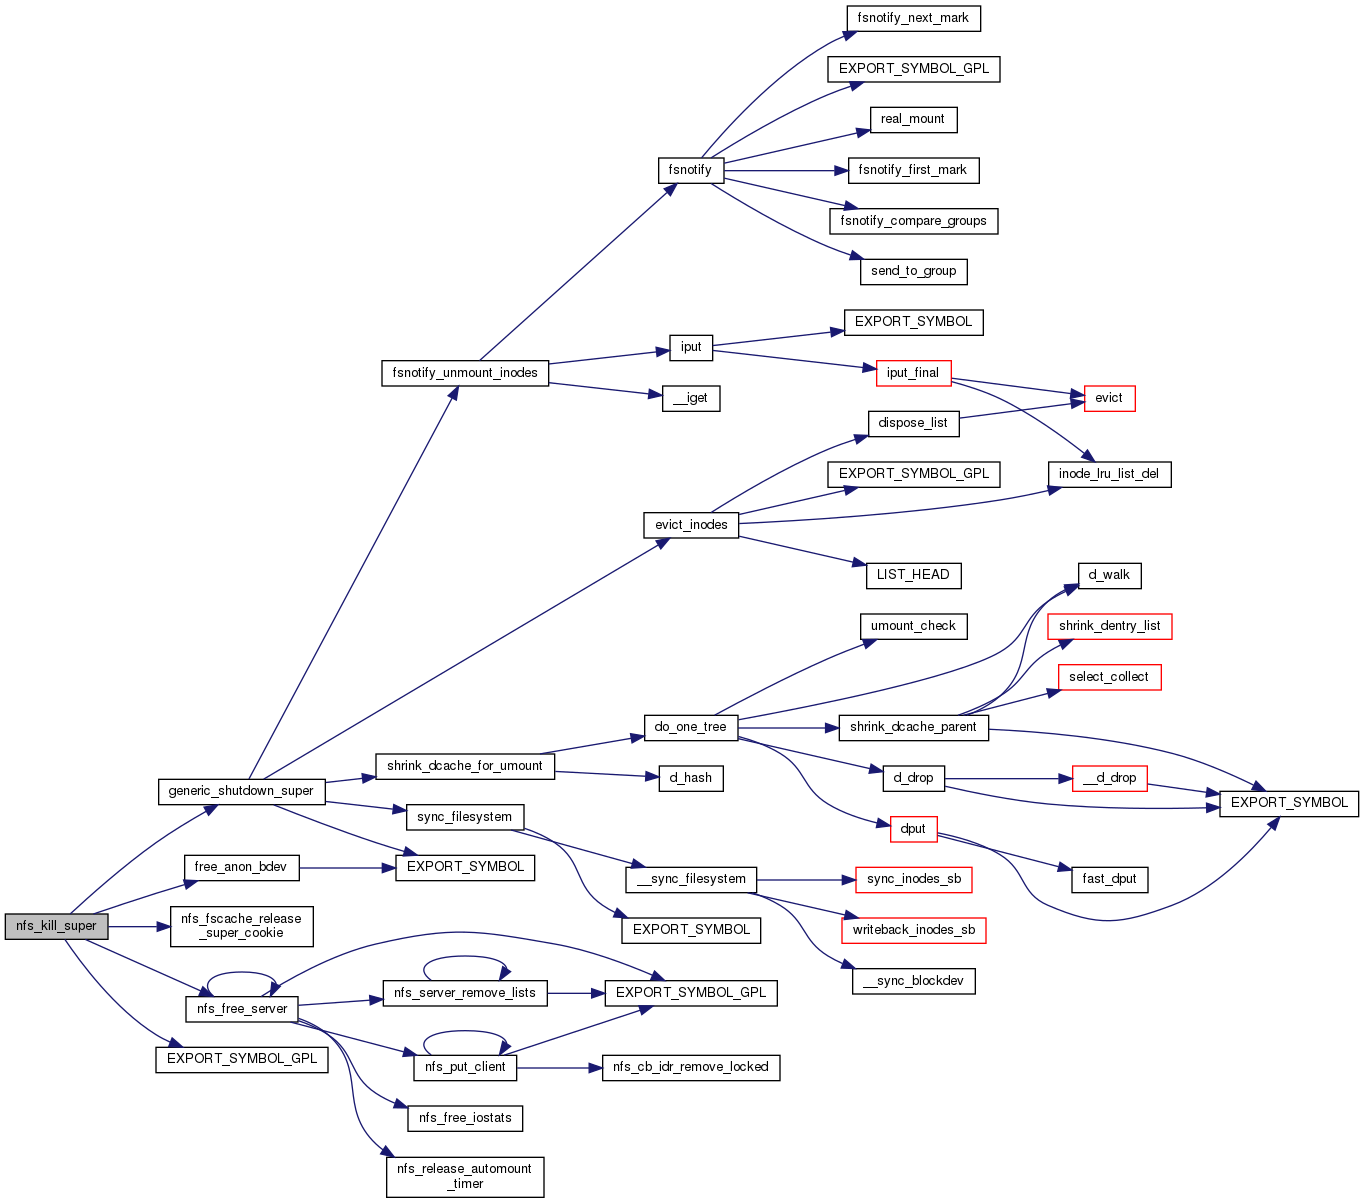 fsnotify_next_mark
EXPORT_SYMBOL_GPL
real_mount
fsnotify
fsnotify_first_mark
fsnotify_compare_groups
send_to_group
EXPORT_SYMBOL
iput
fsnotify_unmount_inodes
iput_final
__iget
evict
dispose_list
EXPORT_SYMBOL_GPL
inode_lru_list_del
evict_inodes
LIST_HEAD
d_walk
umount_check
shrink_dentry_list
select_collect
do_one_tree
shrink_dcache_parent
shrink_dcache_for_umount
d_hash
d_drop
__d_drop
generic_shutdown_super
EXPORT_SYMBOL
sync_filesystem
dput
free_anon_bdev
EXPORT_SYMBOL
__sync_filesystem
sync_inodes_sb
fast_dput
nfs_kill_super
nfs_fscache_release
_super_cookie
EXPORT_SYMBOL
writeback_inodes_sb
__sync_blockdev
nfs_server_remove_lists
EXPORT_SYMBOL_GPL
nfs_free_server
EXPORT_SYMBOL_GPL
nfs_put_client
nfs_cb_idr_remove_locked
nfs_free_iostats
nfs_release_automount
_timer